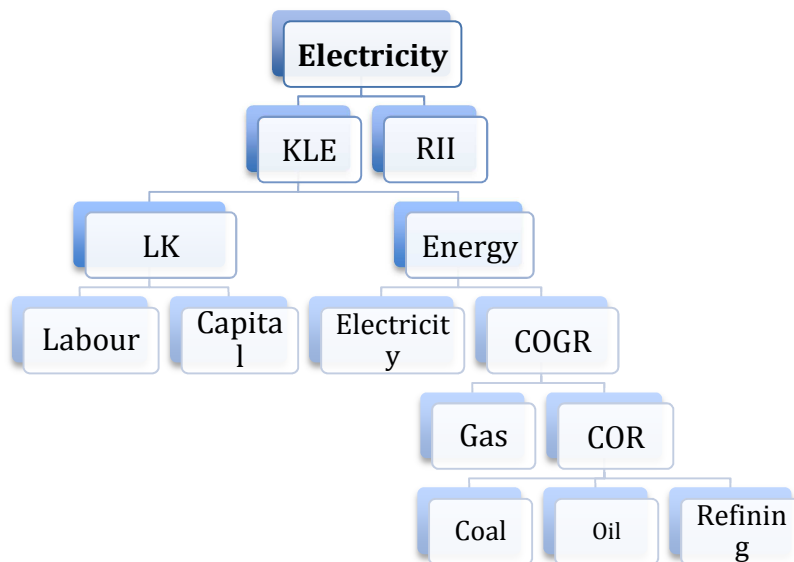 Electricity
KLE
RII
LK
Energy
Labour
Capita
l
Electricit
y
COGR
Gas
COR
Coal
Oil
Refinin
g